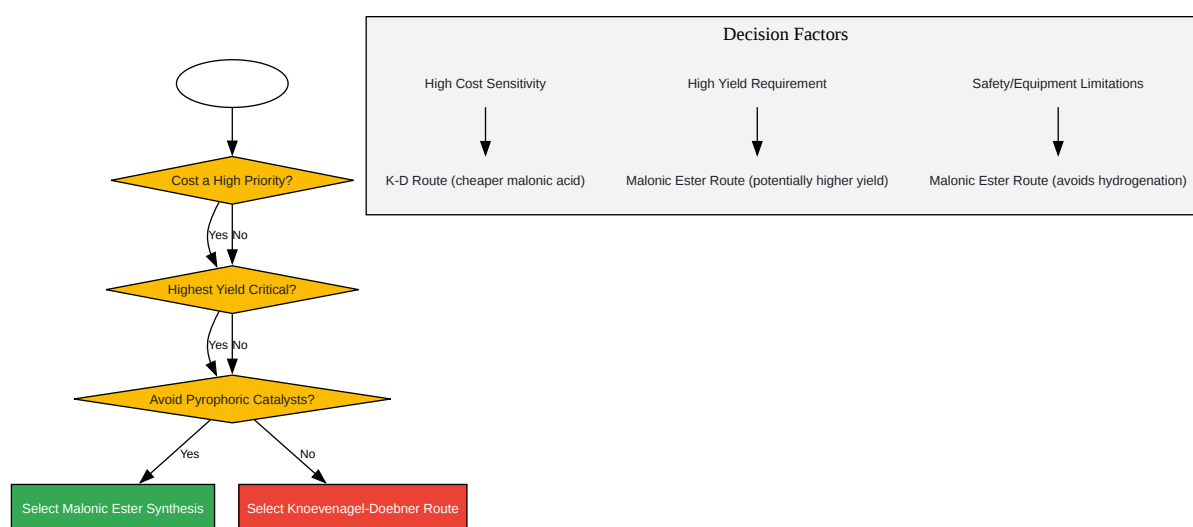 Decision Factors
High Cost Sensitivity
High Yield Requirement
Safety/Equipment Limitations
K-D Route (cheaper malonic acid)
Malonic Ester Route (potentially higher yield)
Malonic Ester Route (avoids hydrogenation)
Cost a High Priority?
Yes No
Highest Yield Critical?
Yes No
Avoid Pyrophoric Catalysts?
Yes
No
Select Malonic Ester Synthesis
Select Knoevenagel-Doebner Route